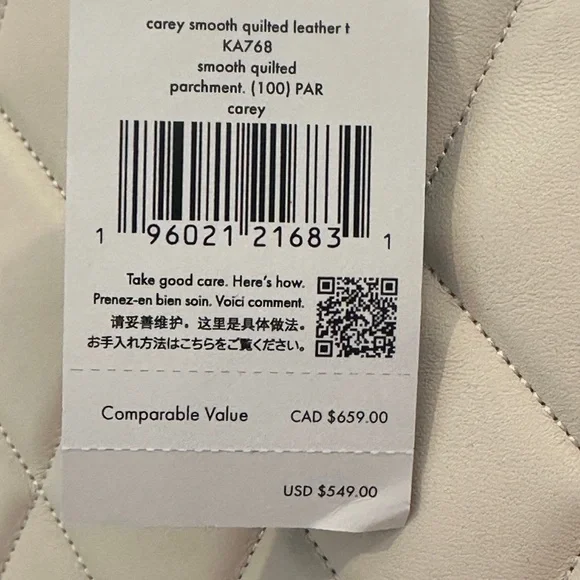 carey smooth quilted leather t
KA768
smooth quilted
parchment. (100) PAR
carey
1 96021 21683 1
Take good care. Here's how.
Prenez-en bien soin. Voici comment.
请妥善维护。这里是具体做法。
お手入れ方法はこちらをご覧ください。
Comparable Value CAD $659.00
USD $549.00